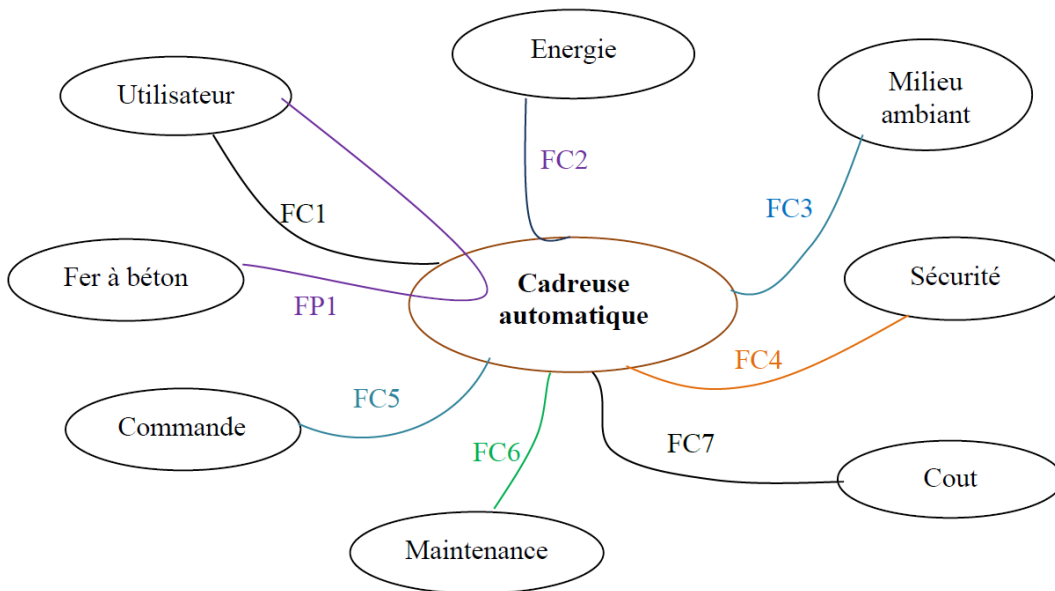 Energie
Utilisateur
Milieu
ambiant
FC2
FC1
FC3
Fer à béton
Cadreuse
automatique
Sécurité
FP1
FC4
FC5
Commande
FC6
FC7
Cout
Maintenance